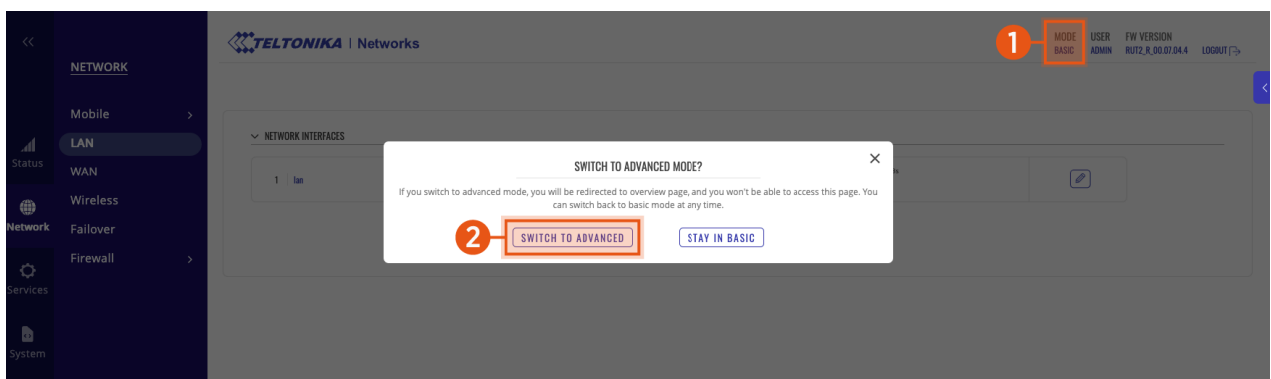 TELTONIKA | Networks
1
MODE USER FW VERSION
BASIC ADMIN RUT2_R_00.07.04.4 LOGOUT
NETWORK
Mobile
LAN
WAN
Wireless
Failover
Firewall
Status
Network
Services
System
NETWORK INTERFACES
1 lan
SWITCH TO ADVANCED MODE?
If you switch to advanced mode, you will be redirected to overview page, and you won't be able to access this page. You
can switch back to basic mode at any time.
2
SWITCH TO ADVANCED STAY IN BASIC